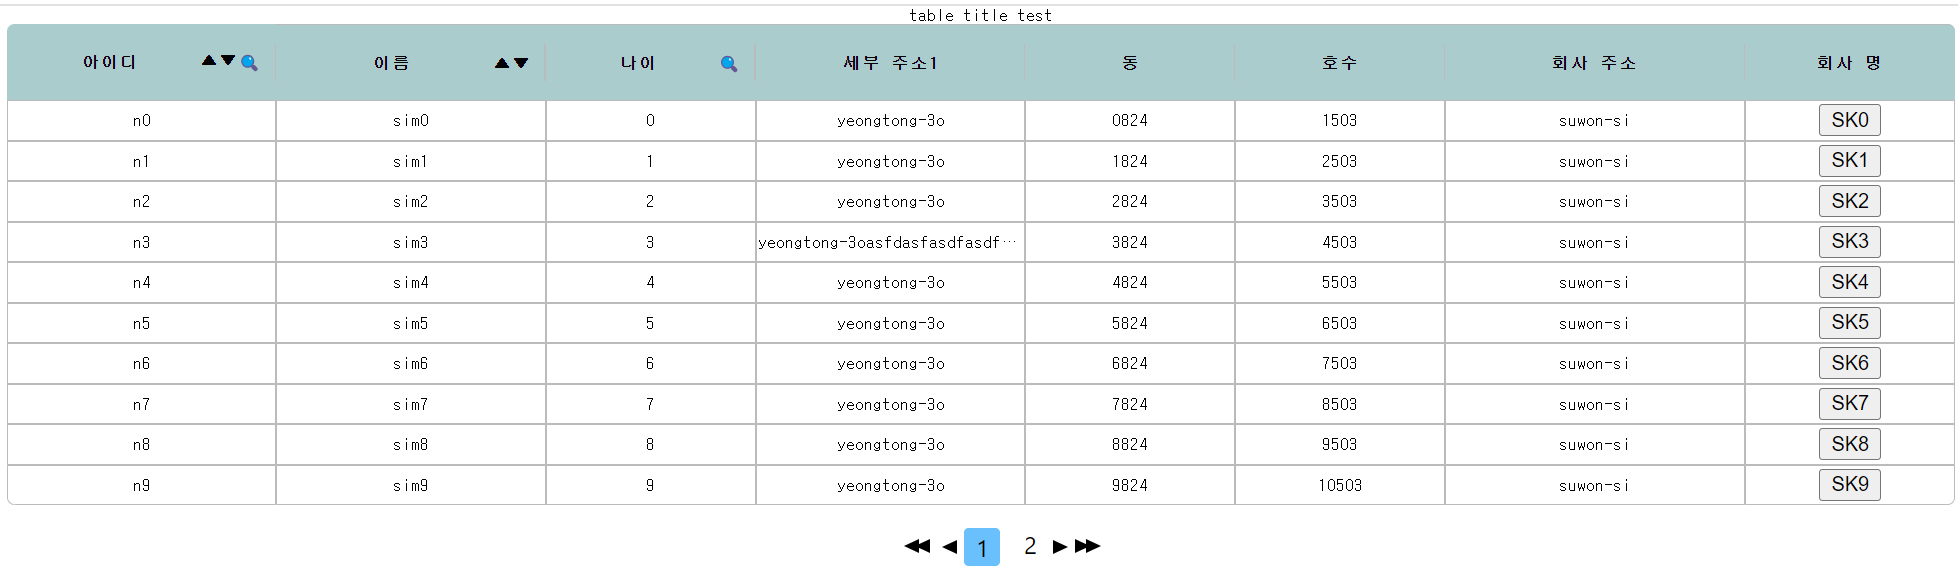 table title test
아이디 ▲▼🔍 이름 ▲▼ 나이 🔍 세부 주소1 동 호수 회사 주소 회사 명
n0 sim0 0 yeongtong-3o 0824 1503 suwon-si SK0
n1 sim1 1 yeongtong-3o 1824 2503 suwon-si SK1
n2 sim2 2 yeongtong-3o 2824 3503 suwon-si SK2
n3 sim3 3 yeongtong-3oasfdasfasdfasdf… 3824 4503 suwon-si SK3
n4 sim4 4 yeongtong-3o 4824 5503 suwon-si SK4
n5 sim5 5 yeongtong-3o 5824 6503 suwon-si SK5
n6 sim6 6 yeongtong-3o 6824 7503 suwon-si SK6
n7 sim7 7 yeongtong-3o 7824 8503 suwon-si SK7
n8 sim8 8 yeongtong-3o 8824 9503 suwon-si SK8
n9 sim9 9 yeongtong-3o 9824 10503 suwon-si SK9
1 2